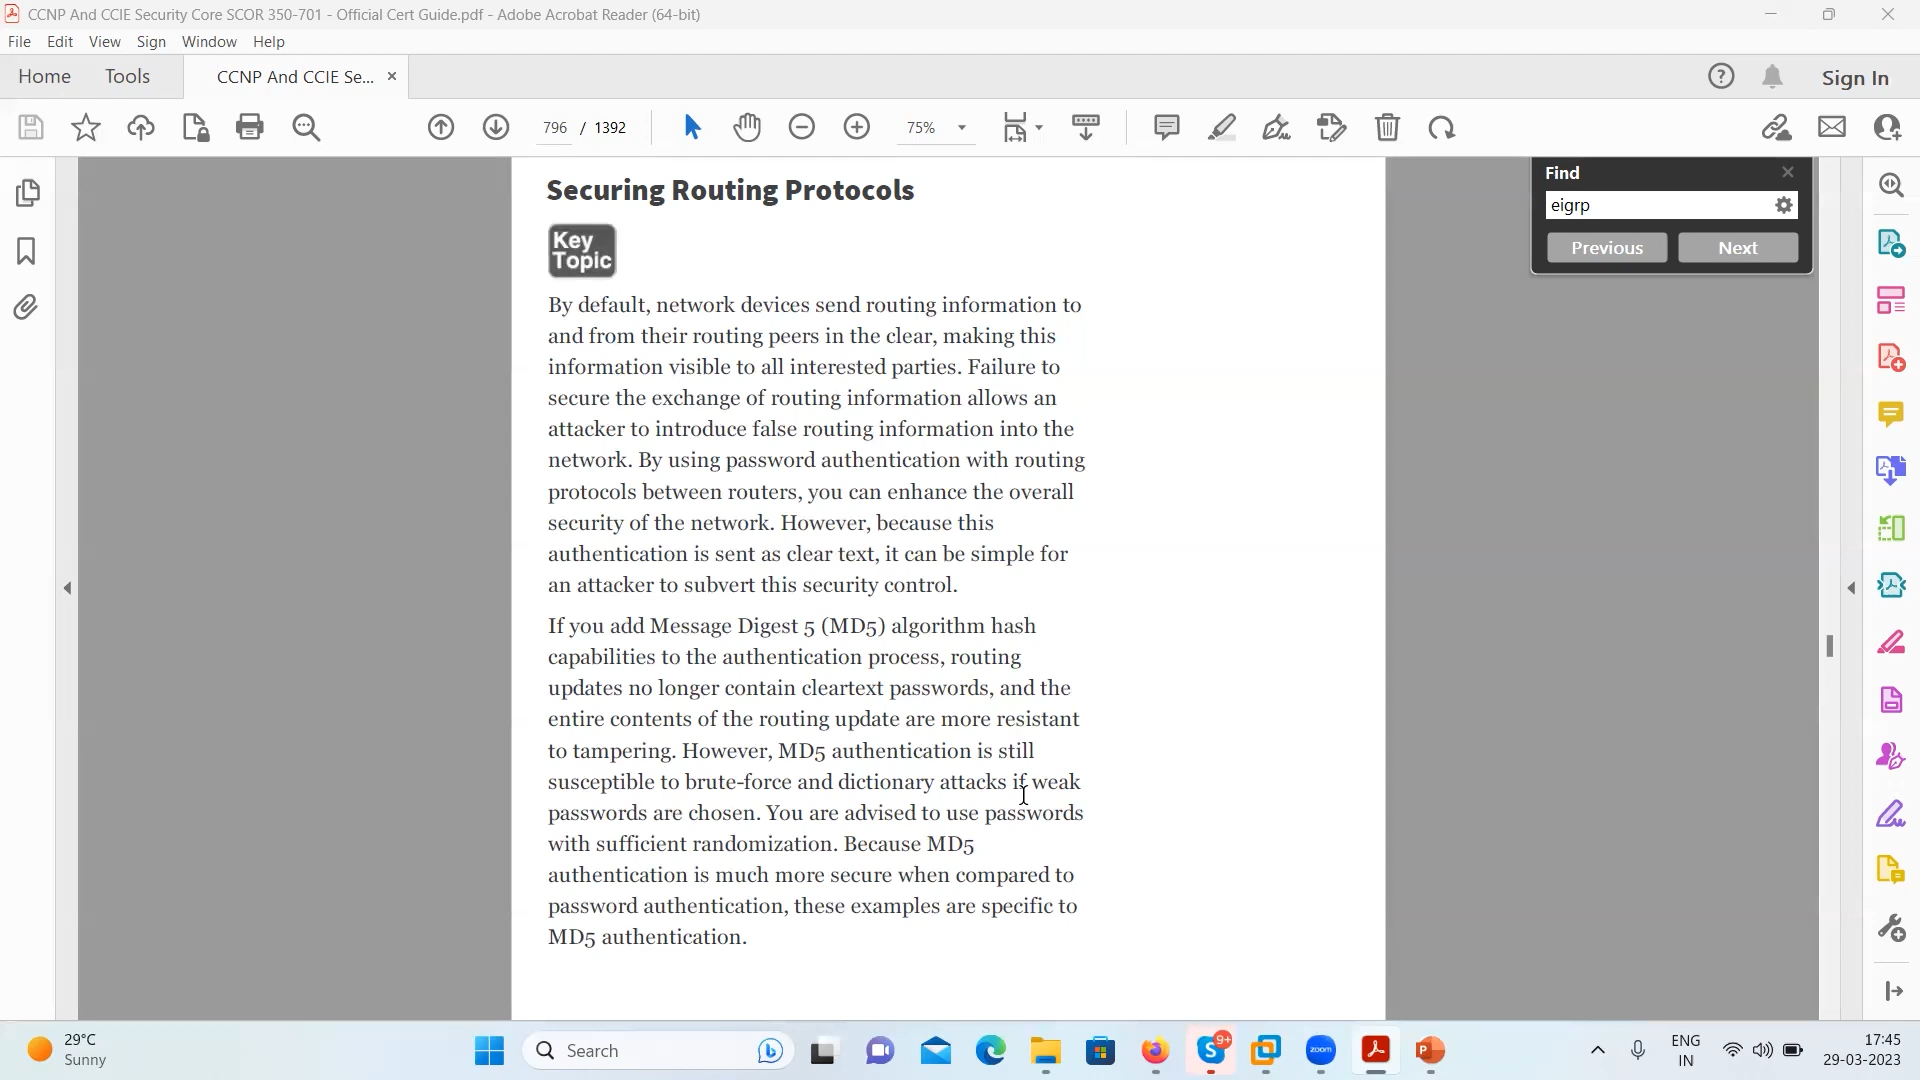 CCNP And CCIE Security Core SCOR 350-701 - Official Cert Guide.pdf - Adobe Acrobat Reader (64-bit)
File Edit View Sign Window Help
Home Tools CCNP And CCIE Se... Sign In
796 / 1392 75%
Find
eigrp
Previous Next
Securing Routing Protocols
Key
Topic
By default, network devices send routing information to
and from their routing peers in the clear, making this
information visible to all interested parties. Failure to
secure the exchange of routing information allows an
attacker to introduce false routing information into the
network. By using password authentication with routing
protocols between routers, you can enhance the overall
security of the network. However, because this
authentication is sent as clear text, it can be simple for
an attacker to subvert this security control.
If you add Message Digest 5 (MD5) algorithm hash
capabilities to the authentication process, routing
updates no longer contain cleartext passwords, and the
entire contents of the routing update are more resistant
to tampering. However, MD5 authentication is still
susceptible to brute-force and dictionary attacks if weak
passwords are chosen. You are advised to use passwords
with sufficient randomization. Because MD5
authentication is much more secure when compared to
password authentication, these examples are specific to
MD5 authentication.
29°C
Sunny
Search
9+
zoom
ENG
IN
17:45
29-03-2023